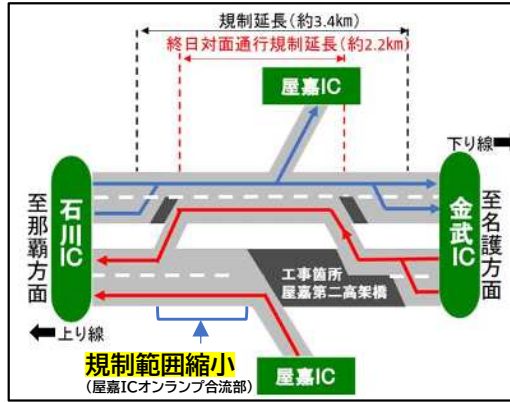 規制延長(約3.4km)
終日対面通行規制延長(約2.2km)
屋嘉IC
下り線
至那覇方面
石川IC
金武IC
至名護方面
工事箇所
屋嘉第二高架橋
上り線
規制範囲縮小
(屋嘉ICオンランプ合流部)
屋嘉IC